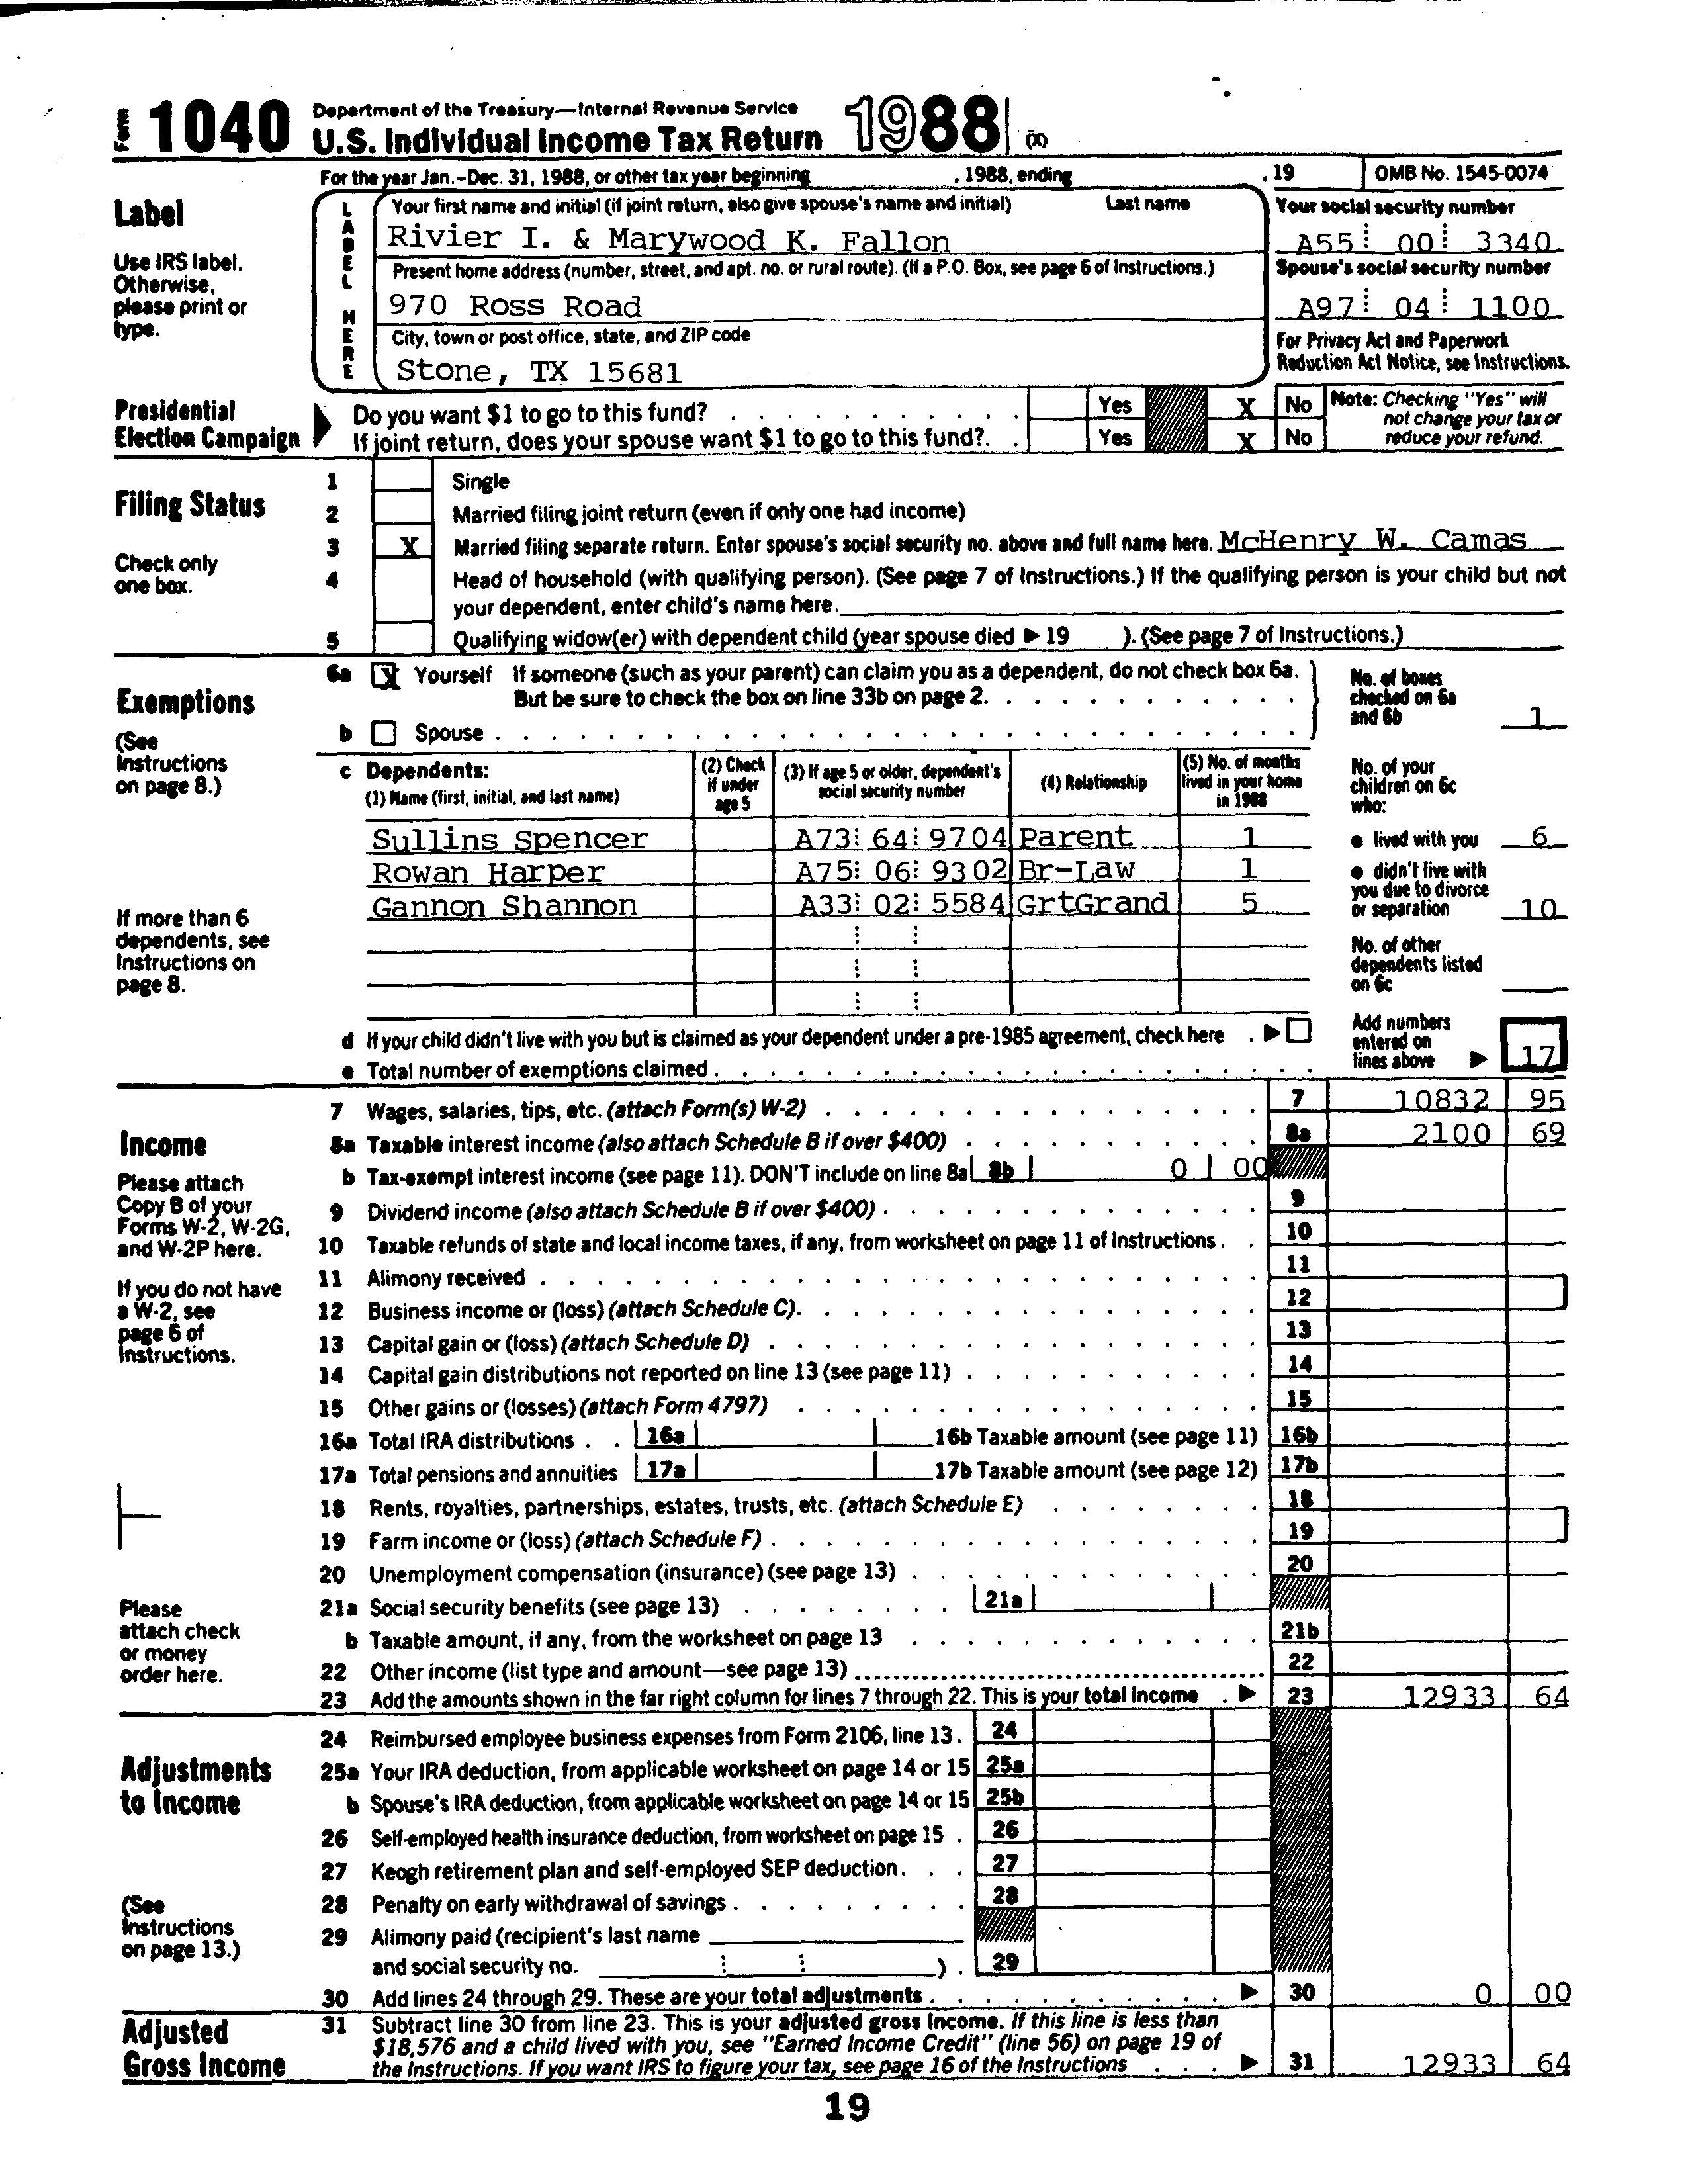 Form 1040 Department of the Treasury—Internal Revenue Service
U.S. Individual Income Tax Return 1988 (X)
For the year Jan.–Dec. 31, 1988, or other tax year beginning , 1988, ending , 19 OMB No. 1545-0074
Label
Use IRS label.
Otherwise,
please print or
type.
LABEL HERE
Your first name and initial (if joint return, also give spouse's name and initial) Last name
Rivier I. & Marywood K. Fallon
Your social security number
A55 00 3340
Present home address (number, street, and apt. no. or rural route). (If a P.O. Box, see page 6 of Instructions.)
970 Ross Road
Spouse's social security number
A97 04 1100
City, town or post office, state, and ZIP code
Stone, TX 15681
For Privacy Act and Paperwork
Reduction Act Notice, see Instructions.
Presidential
Election Campaign
Do you want $1 to go to this fund? Yes X No
If joint return, does your spouse want $1 to go to this fund? Yes X No
Note: Checking "Yes" will
not change your tax or
reduce your refund.
Filing Status
Check only
one box.
1 Single
2 Married filing joint return (even if only one had income)
3 X Married filing separate return. Enter spouse's social security no. above and full name here. McHenry W. Camas
4 Head of household (with qualifying person). (See page 7 of Instructions.) If the qualifying person is your child but not
your dependent, enter child's name here.
5 Qualifying widow(er) with dependent child (year spouse died ▶ 19 ). (See page 7 of Instructions.)
Exemptions
(See
Instructions
on page 8.)
6a X Yourself If someone (such as your parent) can claim you as a dependent, do not check box 6a.
But be sure to check the box on line 33b on page 2.
b Spouse
No. of boxes
checked on 6a
and 6b 1
c Dependents:
(1) Name (first, initial, and last name)
(2) Check
if under
age 5
(3) If age 5 or older, dependent's
social security number
(4) Relationship
(5) No. of months
lived in your home
in 1988
Sullins Spencer A73 64 9704 Parent 1
Rowan Harper A75 06 9302 Br-Law 1
Gannon Shannon A33 02 5584 GrtGrand 5
No. of your
children on 6c
who:
● lived with you 6
● didn't live with
you due to divorce
or separation 10
No. of other
dependents listed
on 6c
If more than 6
dependents, see
Instructions on
page 8.
d If your child didn't live with you but is claimed as your dependent under a pre-1985 agreement, check here ▶
e Total number of exemptions claimed
Add numbers
entered on
lines above ▶ 17
Income
Please attach
Copy B of your
Forms W-2, W-2G,
and W-2P here.
If you do not have
a W-2, see
page 6 of
Instructions.
Please
attach check
or money
order here.
7 Wages, salaries, tips, etc. (attach Form(s) W-2) 7 10832 95
8a Taxable interest income (also attach Schedule B if over $400) 8a 2100 69
b Tax-exempt interest income (see page 11). DON'T include on line 8a 8b 0 00
9 Dividend income (also attach Schedule B if over $400) 9
10 Taxable refunds of state and local income taxes, if any, from worksheet on page 11 of Instructions 10
11 Alimony received 11
12 Business income or (loss) (attach Schedule C) 12
13 Capital gain or (loss) (attach Schedule D) 13
14 Capital gain distributions not reported on line 13 (see page 11) 14
15 Other gains or (losses) (attach Form 4797) 15
16a Total IRA distributions 16a 16b Taxable amount (see page 11) 16b
17a Total pensions and annuities 17a 17b Taxable amount (see page 12) 17b
18 Rents, royalties, partnerships, estates, trusts, etc. (attach Schedule E) 18
19 Farm income or (loss) (attach Schedule F) 19
20 Unemployment compensation (insurance) (see page 13) 20
21a Social security benefits (see page 13) 21a
b Taxable amount, if any, from the worksheet on page 13 21b
22 Other income (list type and amount—see page 13) 22
23 Add the amounts shown in the far right column for lines 7 through 22. This is your total income ▶ 23 12933 64
Adjustments
to Income
(See
Instructions
on page 13.)
24 Reimbursed employee business expenses from Form 2106, line 13. 24
25a Your IRA deduction, from applicable worksheet on page 14 or 15 25a
b Spouse's IRA deduction, from applicable worksheet on page 14 or 15 25b
26 Self-employed health insurance deduction, from worksheet on page 15 26
27 Keogh retirement plan and self-employed SEP deduction 27
28 Penalty on early withdrawal of savings 28
29 Alimony paid (recipient's last name
and social security no. ) 29
30 Add lines 24 through 29. These are your total adjustments ▶ 30 0 00
Adjusted
Gross Income
31 Subtract line 30 from line 23. This is your adjusted gross income. If this line is less than
$18,576 and a child lived with you, see "Earned Income Credit" (line 56) on page 19 of
the Instructions. If you want IRS to figure your tax, see page 16 of the Instructions ▶ 31 12933 64
19